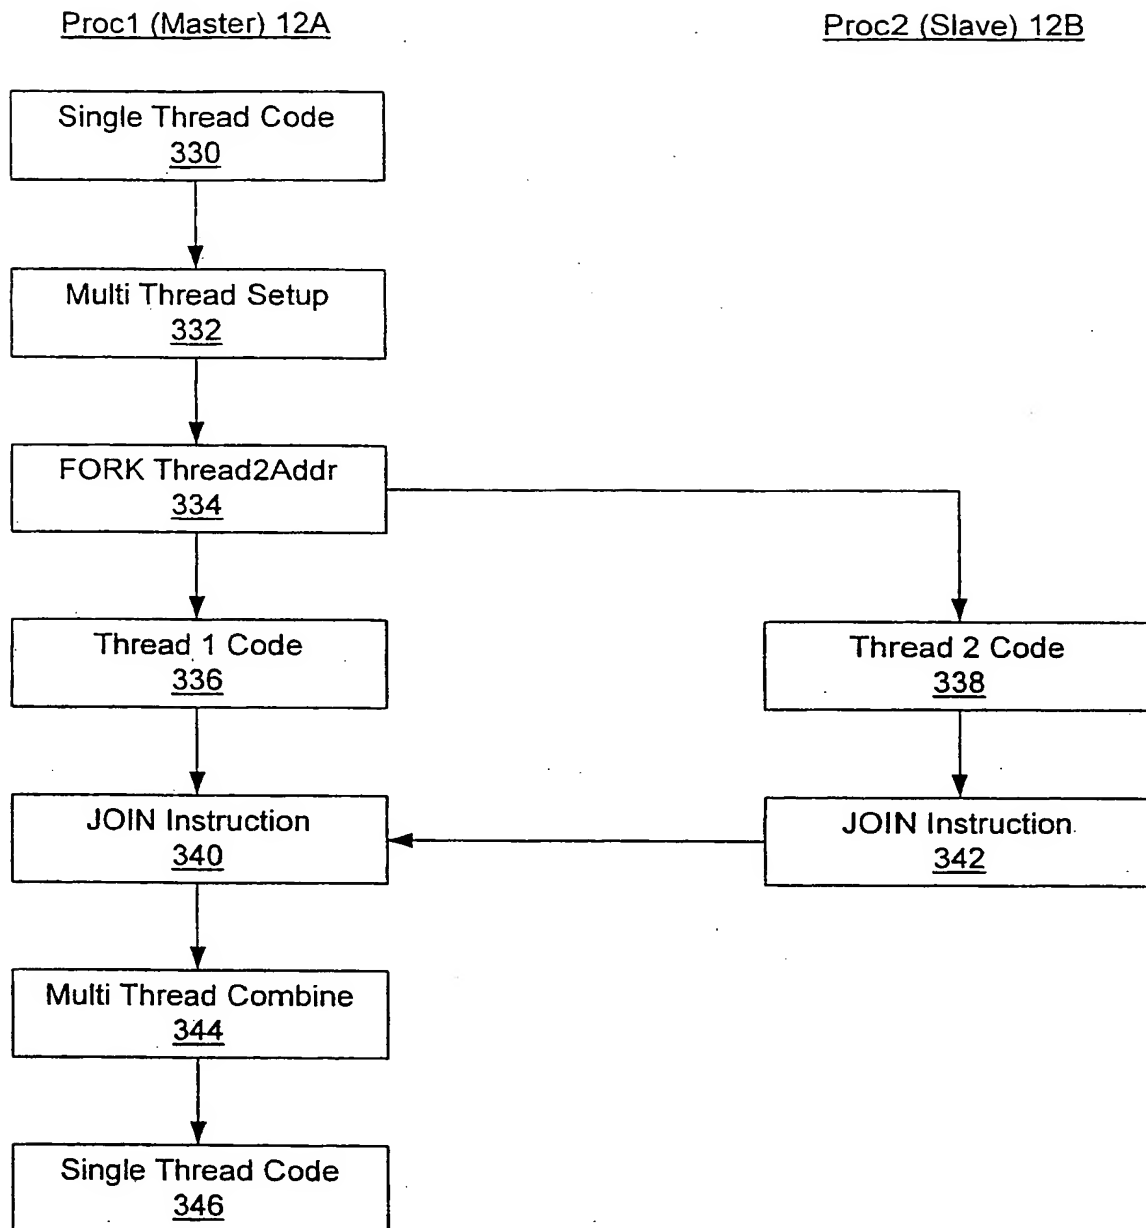 Proc1 (Master) 12A
Proc2 (Slave) 12B
Single Thread Code
330
Multi Thread Setup
332
FORK Thread2Addr
334
Thread 1 Code
336
Thread 2 Code
338
JOIN Instruction
340
JOIN Instruction
342
Multi Thread Combine
344
Single Thread Code
346